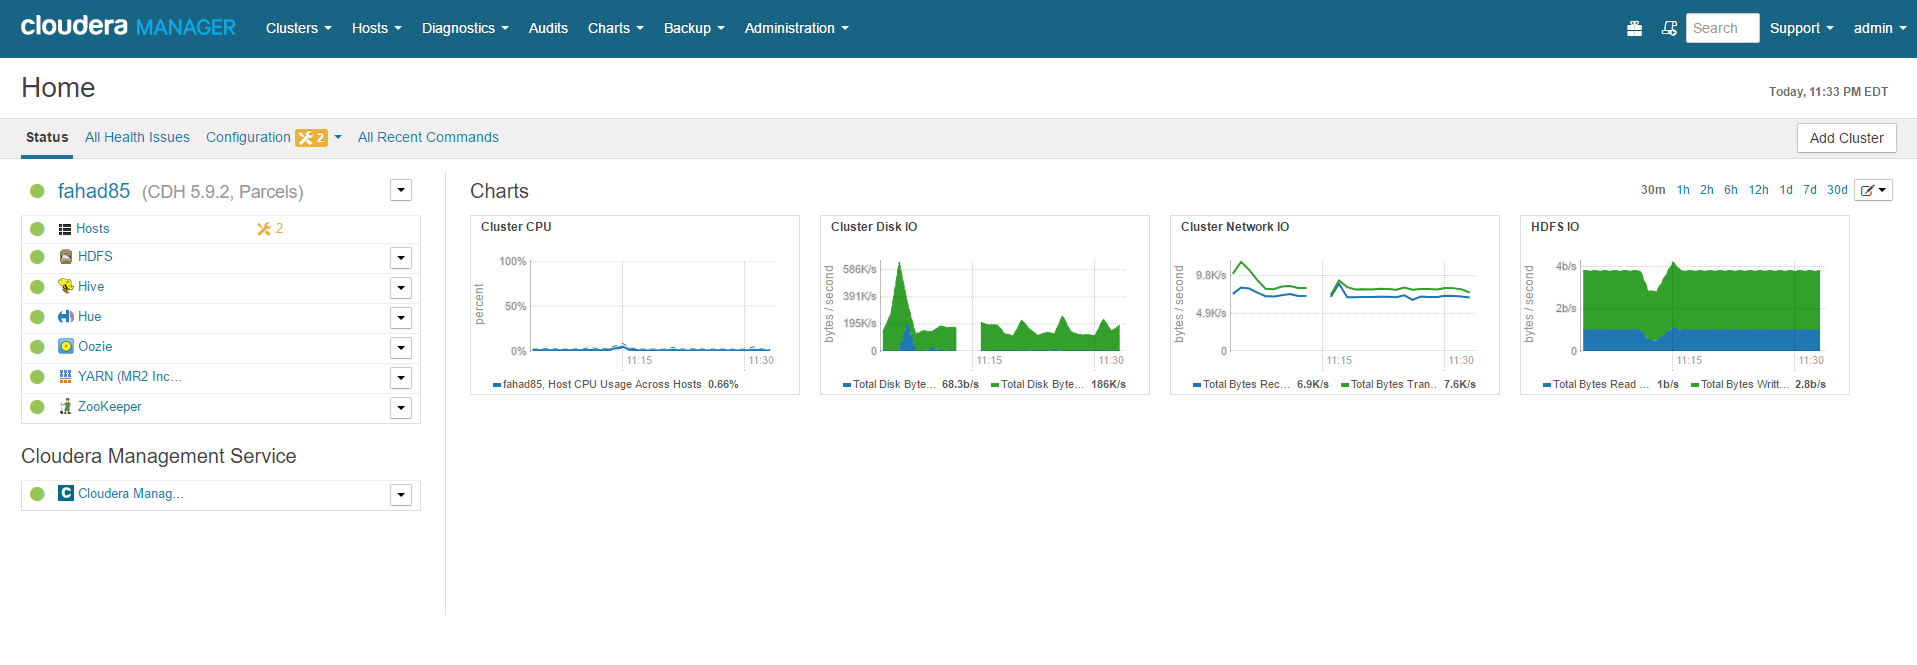 cloudera MANAGER Clusters Hosts Diagnostics Audits Charts Backup Administration Search Support admin
Home
Today, 11:33 PM EDT
Status All Health Issues Configuration 2 All Recent Commands Add Cluster
fahad85 (CDH 5.9.2, Parcels)
Hosts 2
HDFS
Hive
Hue
Oozie
YARN (MR2 Inc...
ZooKeeper
Cloudera Management Service
C Cloudera Manag...
Charts
30m 1h 2h 6h 12h 1d 7d 30d
Cluster CPU
percent
100%
50%
0%
11:15 11:30
fahad85, Host CPU Usage Across Hosts 0.66%
Cluster Disk IO
bytes / second
586K/s
391K/s
195K/s
0
11:15 11:30
Total Disk Byte... 68.3b/s Total Disk Byte... 186K/s
Cluster Network IO
bytes / second
9.8K/s
4.9K/s
0
11:15 11:30
Total Bytes Rec... 6.9K/s Total Bytes Tran.. 7.6K/s
HDFS IO
bytes / second
4b/s
2b/s
0
11:15 11:30
Total Bytes Read ... 1b/s Total Bytes Writt... 2.8b/s